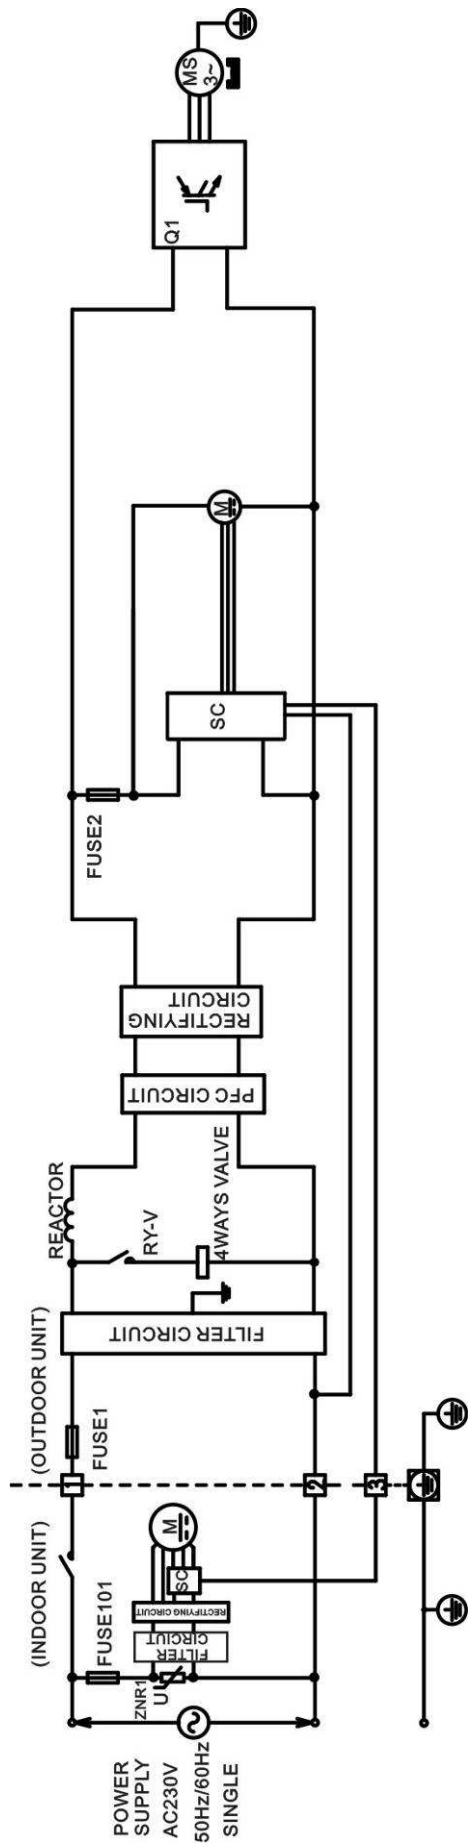 POWER
SUPPLY
AC230V
50Hz/60Hz
SINGLE
(INDOOR UNIT)
FUSE101
ZNR1
U
FILTER
CIRCIUT
RECTIFYING CIRCUIT
SC
M
1
2
3
(OUTDOOR UNIT)
FUSE1
FILTER CIRCUIT
REACTOR
RY-V
4WAYS VALVE
PFC CIRCUIT
RECTIFYING
CIRCUIT
FUSE2
SC
M
Q1
MS
3~